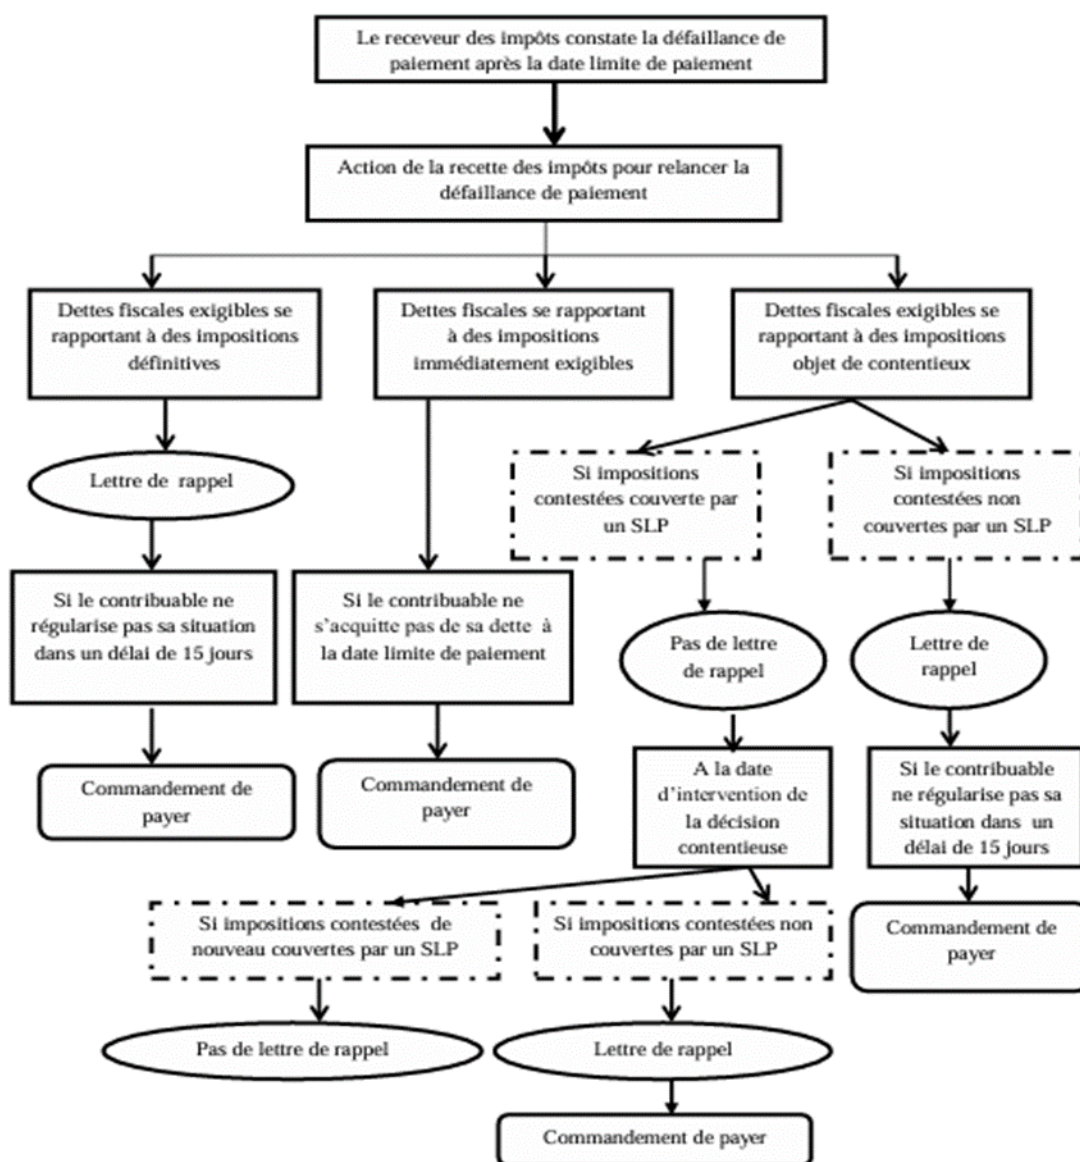 Le receveur des impôts constate la défaillance de
paiement après la date limite de paiement
Action de la recette des impôts pour relancer la
défaillance de paiement
Dettes fiscales exigibles se
rapportant à des impositions
définitives
Dettes fiscales se rapportant
à des impositions
immédiatement exigibles
Dettes fiscales exigibles se
rapportant à des impositions
objet de contentieux
Lettre de rappel
Si impositions
contestées couverte par
un SLP
Si impositions
contestées non
couvertes par un SLP
Si le contribuable ne
régularise pas sa situation
dans un délai de 15 jours
Si le contribuable ne
s'acquitte pas de sa dette à
la date limite de paiement
Pas de lettre
de rappel
Lettre de
rappel
Commandement de
payer
Commandement de
payer
A la date
d'intervention de
la décision
contentieuse
Si le contribuable
ne régularise pas sa
situation dans un
délai de 15 jours
Si impositions contestées de
nouveau couvertes par un SLP
Si impositions contestées non
couvertes par un SLP
Commandement de
payer
Pas de lettre de rappel
Lettre de rappel
Commandement de payer